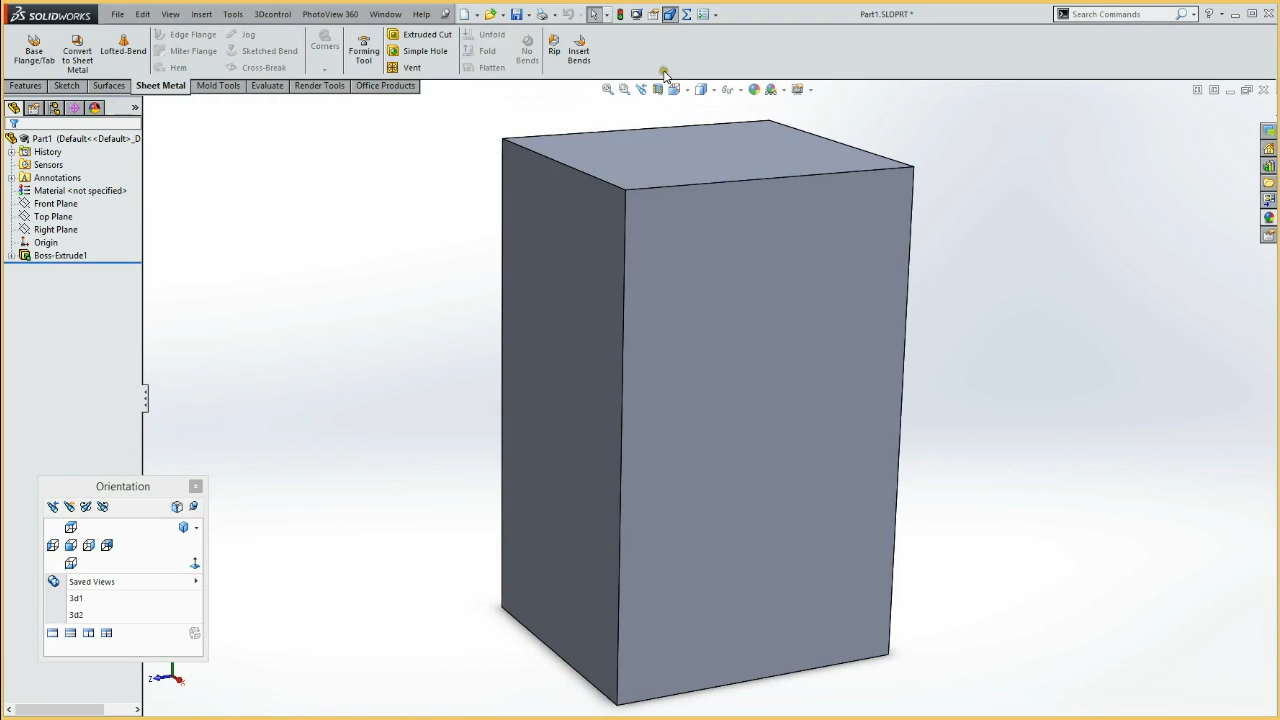 SOLIDWORKS File Edit View Insert Tools 3Dcontrol PhotoView 360 Window Help Part1.SLDPRT * Search Commands
Base Flange/Tab
Convert to Sheet Metal
Lofted-Bend
Edge Flange
Miter Flange
Hem
Jog
Sketched Bend
Cross-Break
Corners
Forming Tool
Extruded Cut
Simple Hole
Vent
Unfold
Fold
Flatten
No Bends
Rip
Insert Bends
Features Sketch Surfaces Sheet Metal Mold Tools Evaluate Render Tools Office Products
Part1 (Default<<Default>_D
History
Sensors
Annotations
Material <not specified>
Front Plane
Top Plane
Right Plane
Origin
Boss-Extrude1
Orientation
Saved Views
3d1
3d2
Z
X